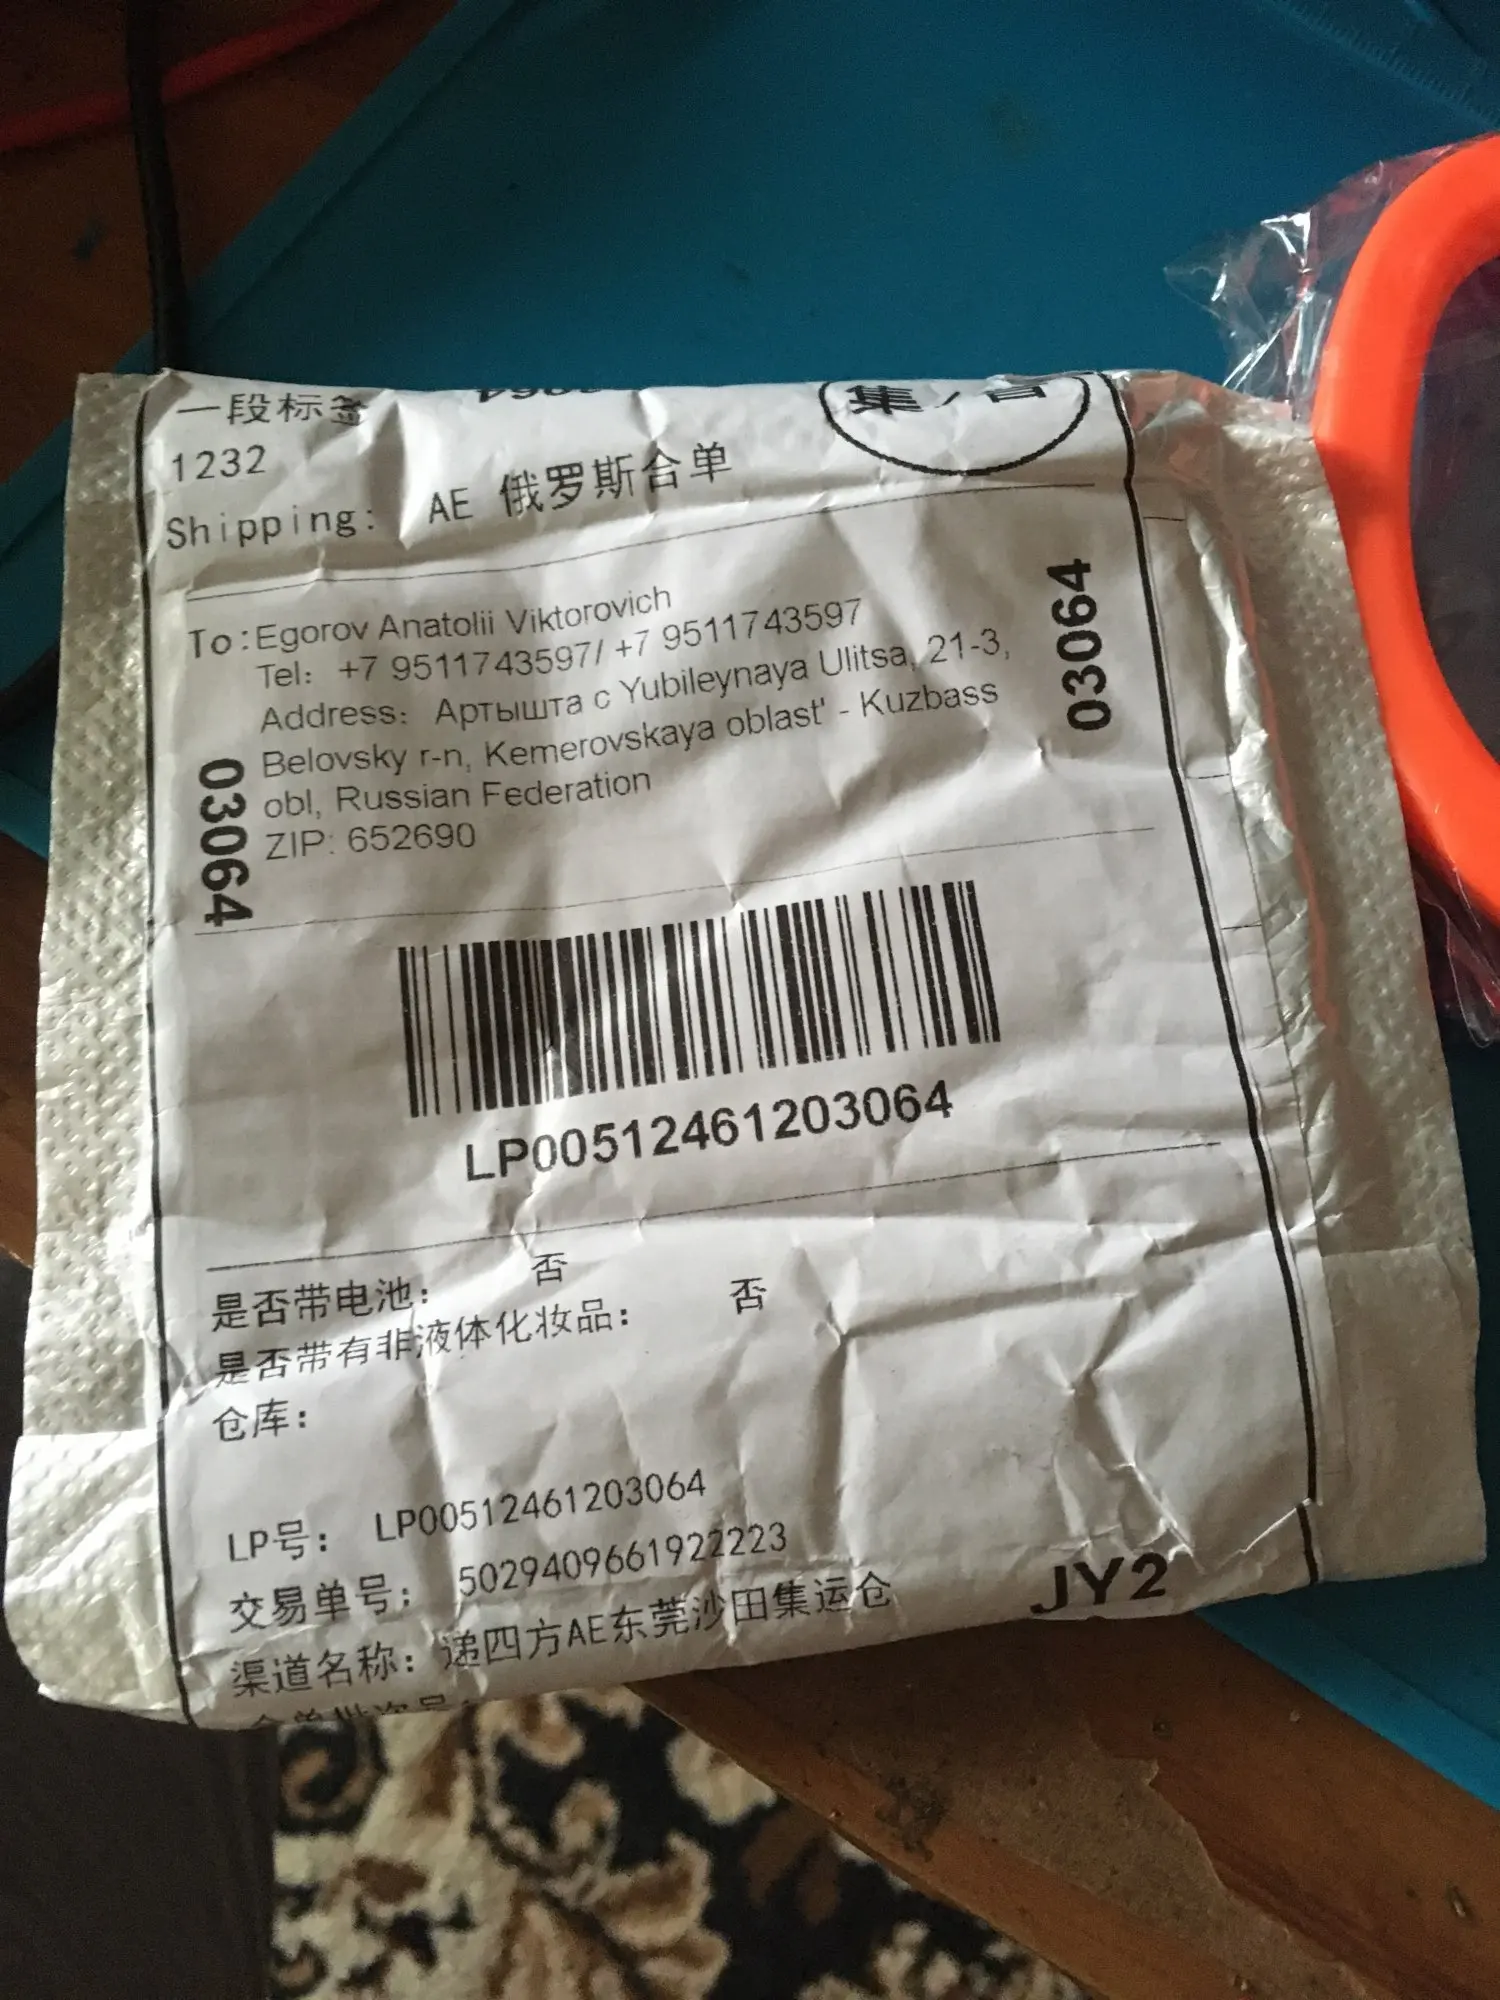 一段标签
1232
Shipping: AE 俄罗斯合单
To:Egorov Anatolii Viktorovich
Tel: +7 9511743597/ +7 9511743597
Address: Артышта с Yubileynaya Ulitsa, 21-3,
Belovsky r-n, Kemerovskaya oblast' - Kuzbass
obl, Russian Federation
ZIP: 652690
03064
03064
LP00512461203064
是否带电池: 否
是否带有非液体化妆品: 否
仓库:
LP号: LP00512461203064
交易单号: 5029409661922223
渠道名称: 递四方AE东莞沙田集运仓
JY2